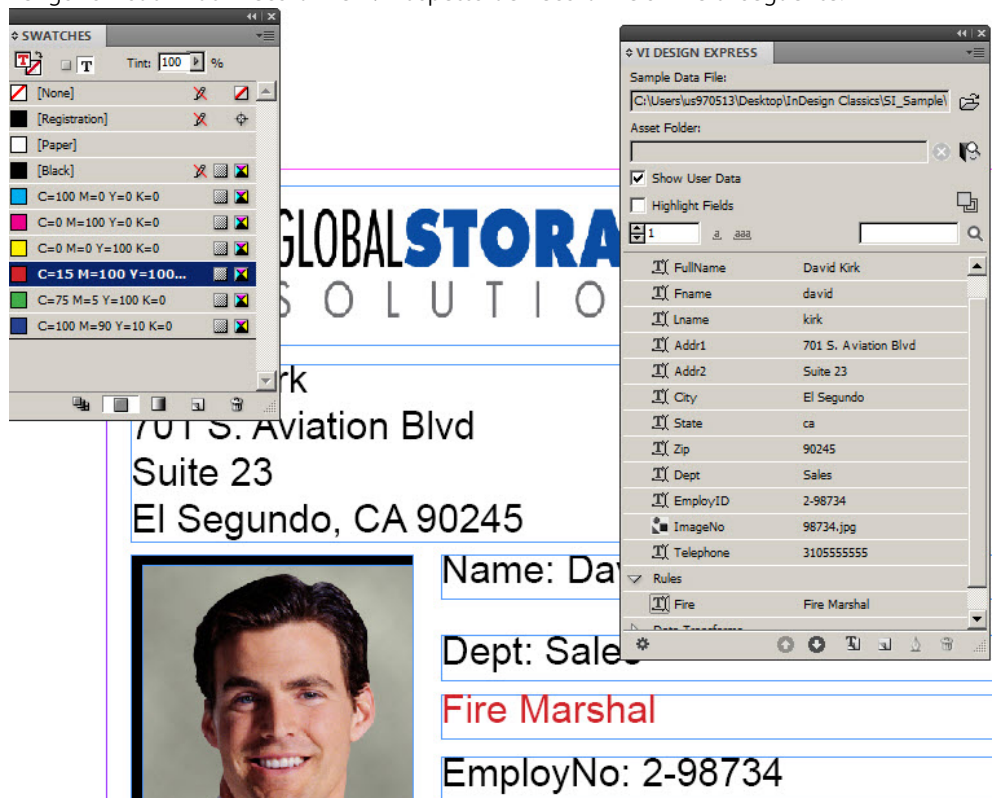 SWATCHES
Tint: 100 %
[None]
[Registration]
[Paper]
[Black]
C=100 M=0 Y=0 K=0
C=0 M=100 Y=0 K=0
C=0 M=0 Y=100 K=0
C=15 M=100 Y=100...
C=75 M=5 Y=100 K=0
C=100 M=90 Y=10 K=0
VI DESIGN EXPRESS
Sample Data File:
C:\Users\us970513\Desktop\InDesign Classics\SI_Sample\
Asset Folder:
Show User Data
Highlight Fields
1 a aaa
FullName David Kirk
Fname david
Lname kirk
Addr1 701 S. Aviation Blvd
Addr2 Suite 23
City El Segundo
State ca
Zip 90245
Dept Sales
EmployID 2-98734
ImageNo 98734.jpg
Telephone 3105555555
Rules
Fire Fire Marshal
GLOBALSTORA
SOLUTIO
rk
701 S. Aviation Blvd
Suite 23
El Segundo, CA 90245
Name: Da
Dept: Sales
Fire Marshal
EmployNo: 2-98734